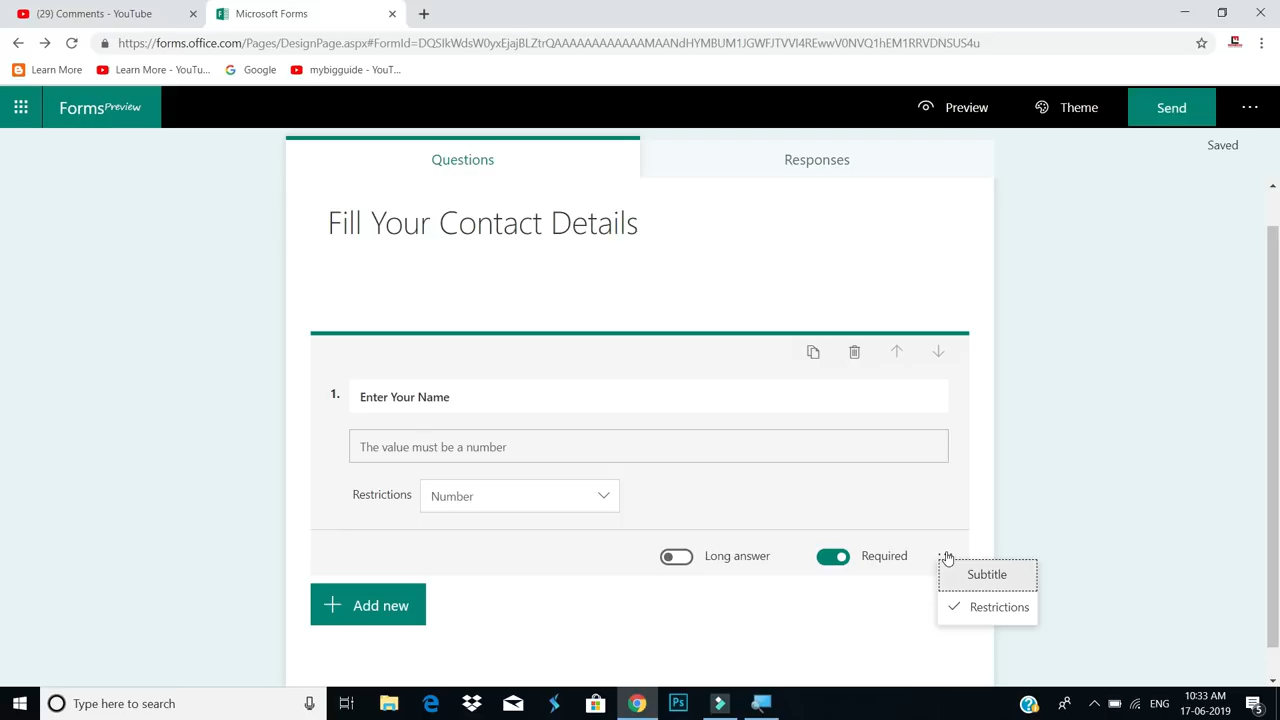 (29) Comments - YouTube
Microsoft Forms
https://forms.office.com/Pages/DesignPage.aspx#FormId=DQSIkWdsW0yxEjajBLZtrQAAAAAAAAAAAAMAANdHYMBUM1JGWFJTVVI4REwwV0NVQ1hEM1RRVDNSUS4u
Learn More
Learn More - YouTu...
Google
mybigguide - YouT...
Forms Preview
Preview
Theme
Send
Saved
Questions
Responses
Fill Your Contact Details
1.
Enter Your Name
The value must be a number
Restrictions
Number
Long answer
Required
Subtitle
Restrictions
Add new
Type here to search
Ps
ENG
10:33 AM
17-06-2019
5